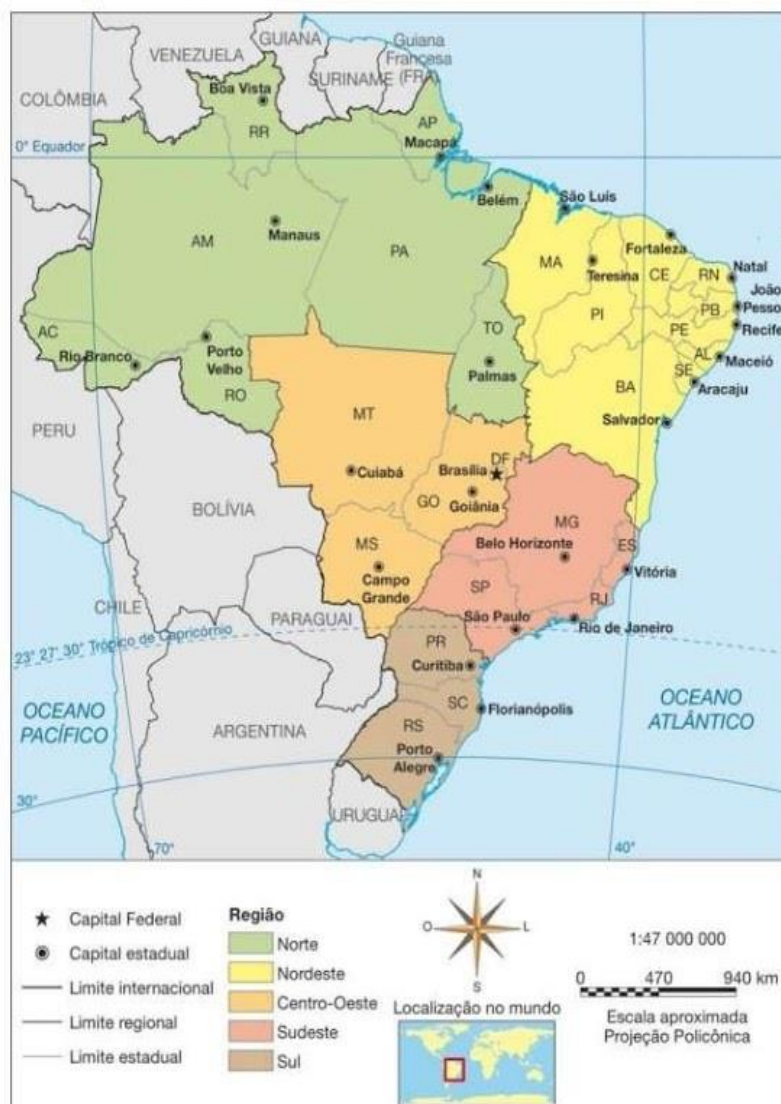 GUIANA
Guiana
Francesa
(FRA)
VENEZUELA
SURINAME
COLÔMBIA
Boa Vista
RR
AP
Macapá
0° Equador
Belém
São Luís
Manaus
AM
PA
Fortaleza
MA
Teresina
CE
RN
Natal
João
Pesso
PB
PI
PE
Recife
AC
Rio Branco
Porto
Velho
RO
TO
Palmas
AL
Maceió
SE
Aracaju
BA
Salvador
MT
PERU
DF
Brasília
Cuiabá
GO
Goiânia
BOLÍVIA
MG
Belo Horizonte
ES
MS
Campo
Grande
Vitória
SP
RJ
CHILE
PARAGUAI
São Paulo
Rio de Janeiro
23° 27' 30" Trópico de Capricórnio
PR
Curitiba
SC
Florianópolis
OCEANO
PACÍFICO
OCEANO
ATLÂNTICO
ARGENTINA
RS
Porto
Alegre
30°
URUGUAI
70°
40°
Capital Federal
Capital estadual
Limite internacional
Limite regional
Limite estadual
Região
Norte
Nordeste
Centro-Oeste
Sudeste
Sul
N
O
L
S
Localização no mundo
1:47 000 000
0 470 940 km
Escala aproximada
Projeção Policônica